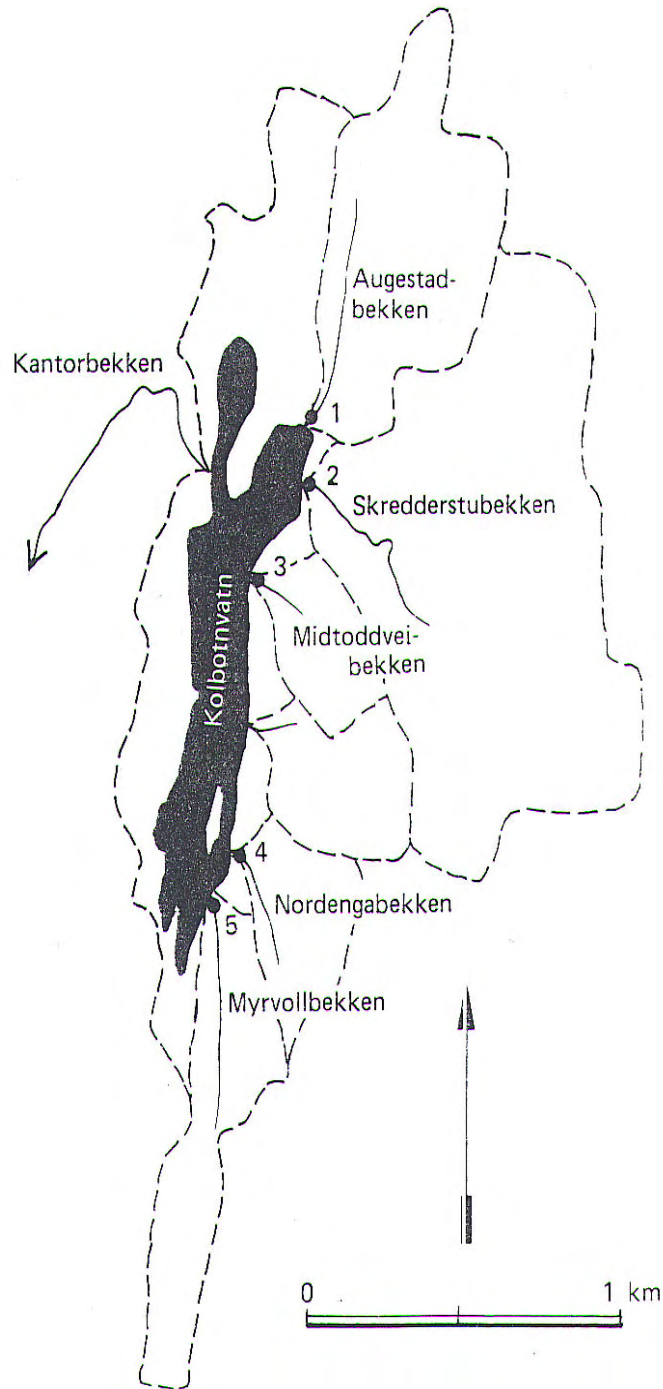 Augestad-
bekken
Kantorbekken
1
2
Skredderstubekken
3
Midtoddvei-
bekken
Kolbotnvatn
4
Nordengabekken
5
Myrvollbekken
0 1 km